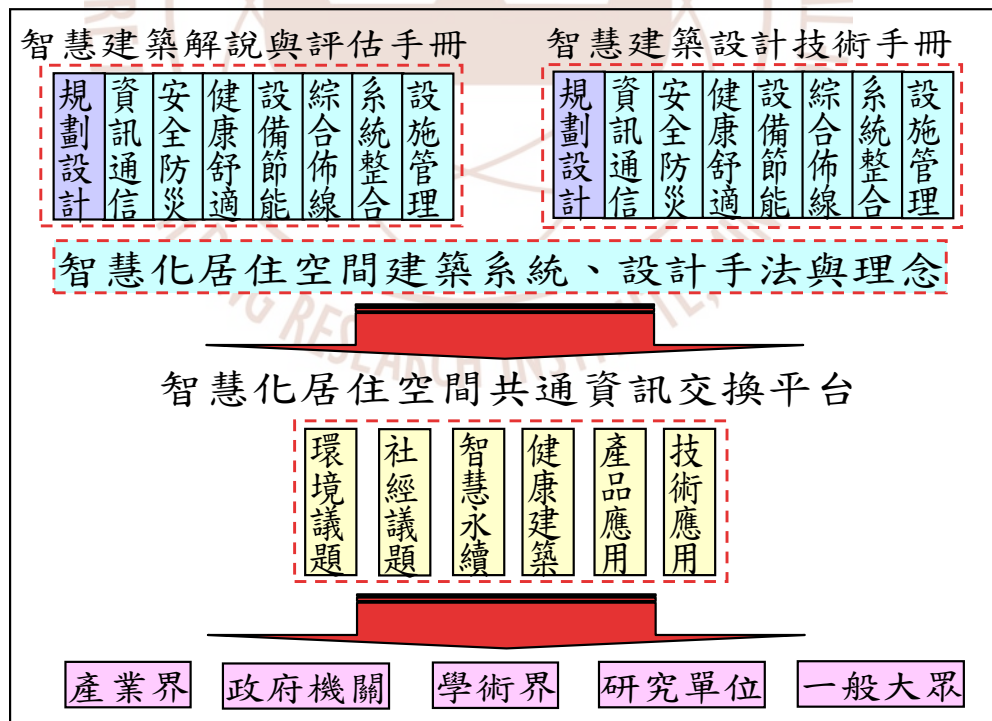 智慧建築解說與評估手冊
規劃設計
資訊通信
安全防災
健康舒適
設備節能
綜合佈線
系統整合
設施管理
智慧建築設計技術手冊
規劃設計
資訊通信
安全防災
健康舒適
設備節能
綜合佈線
系統整合
設施管理
智慧化居住空間建築系統、設計手法與理念
RESEARCH INSTITUTE,
智慧化居住空間共通資訊交換平台
環境議題
社經議題
智慧永續
健康建築
產品應用
技術應用
產業界
政府機關
學術界
研究單位
一般大眾